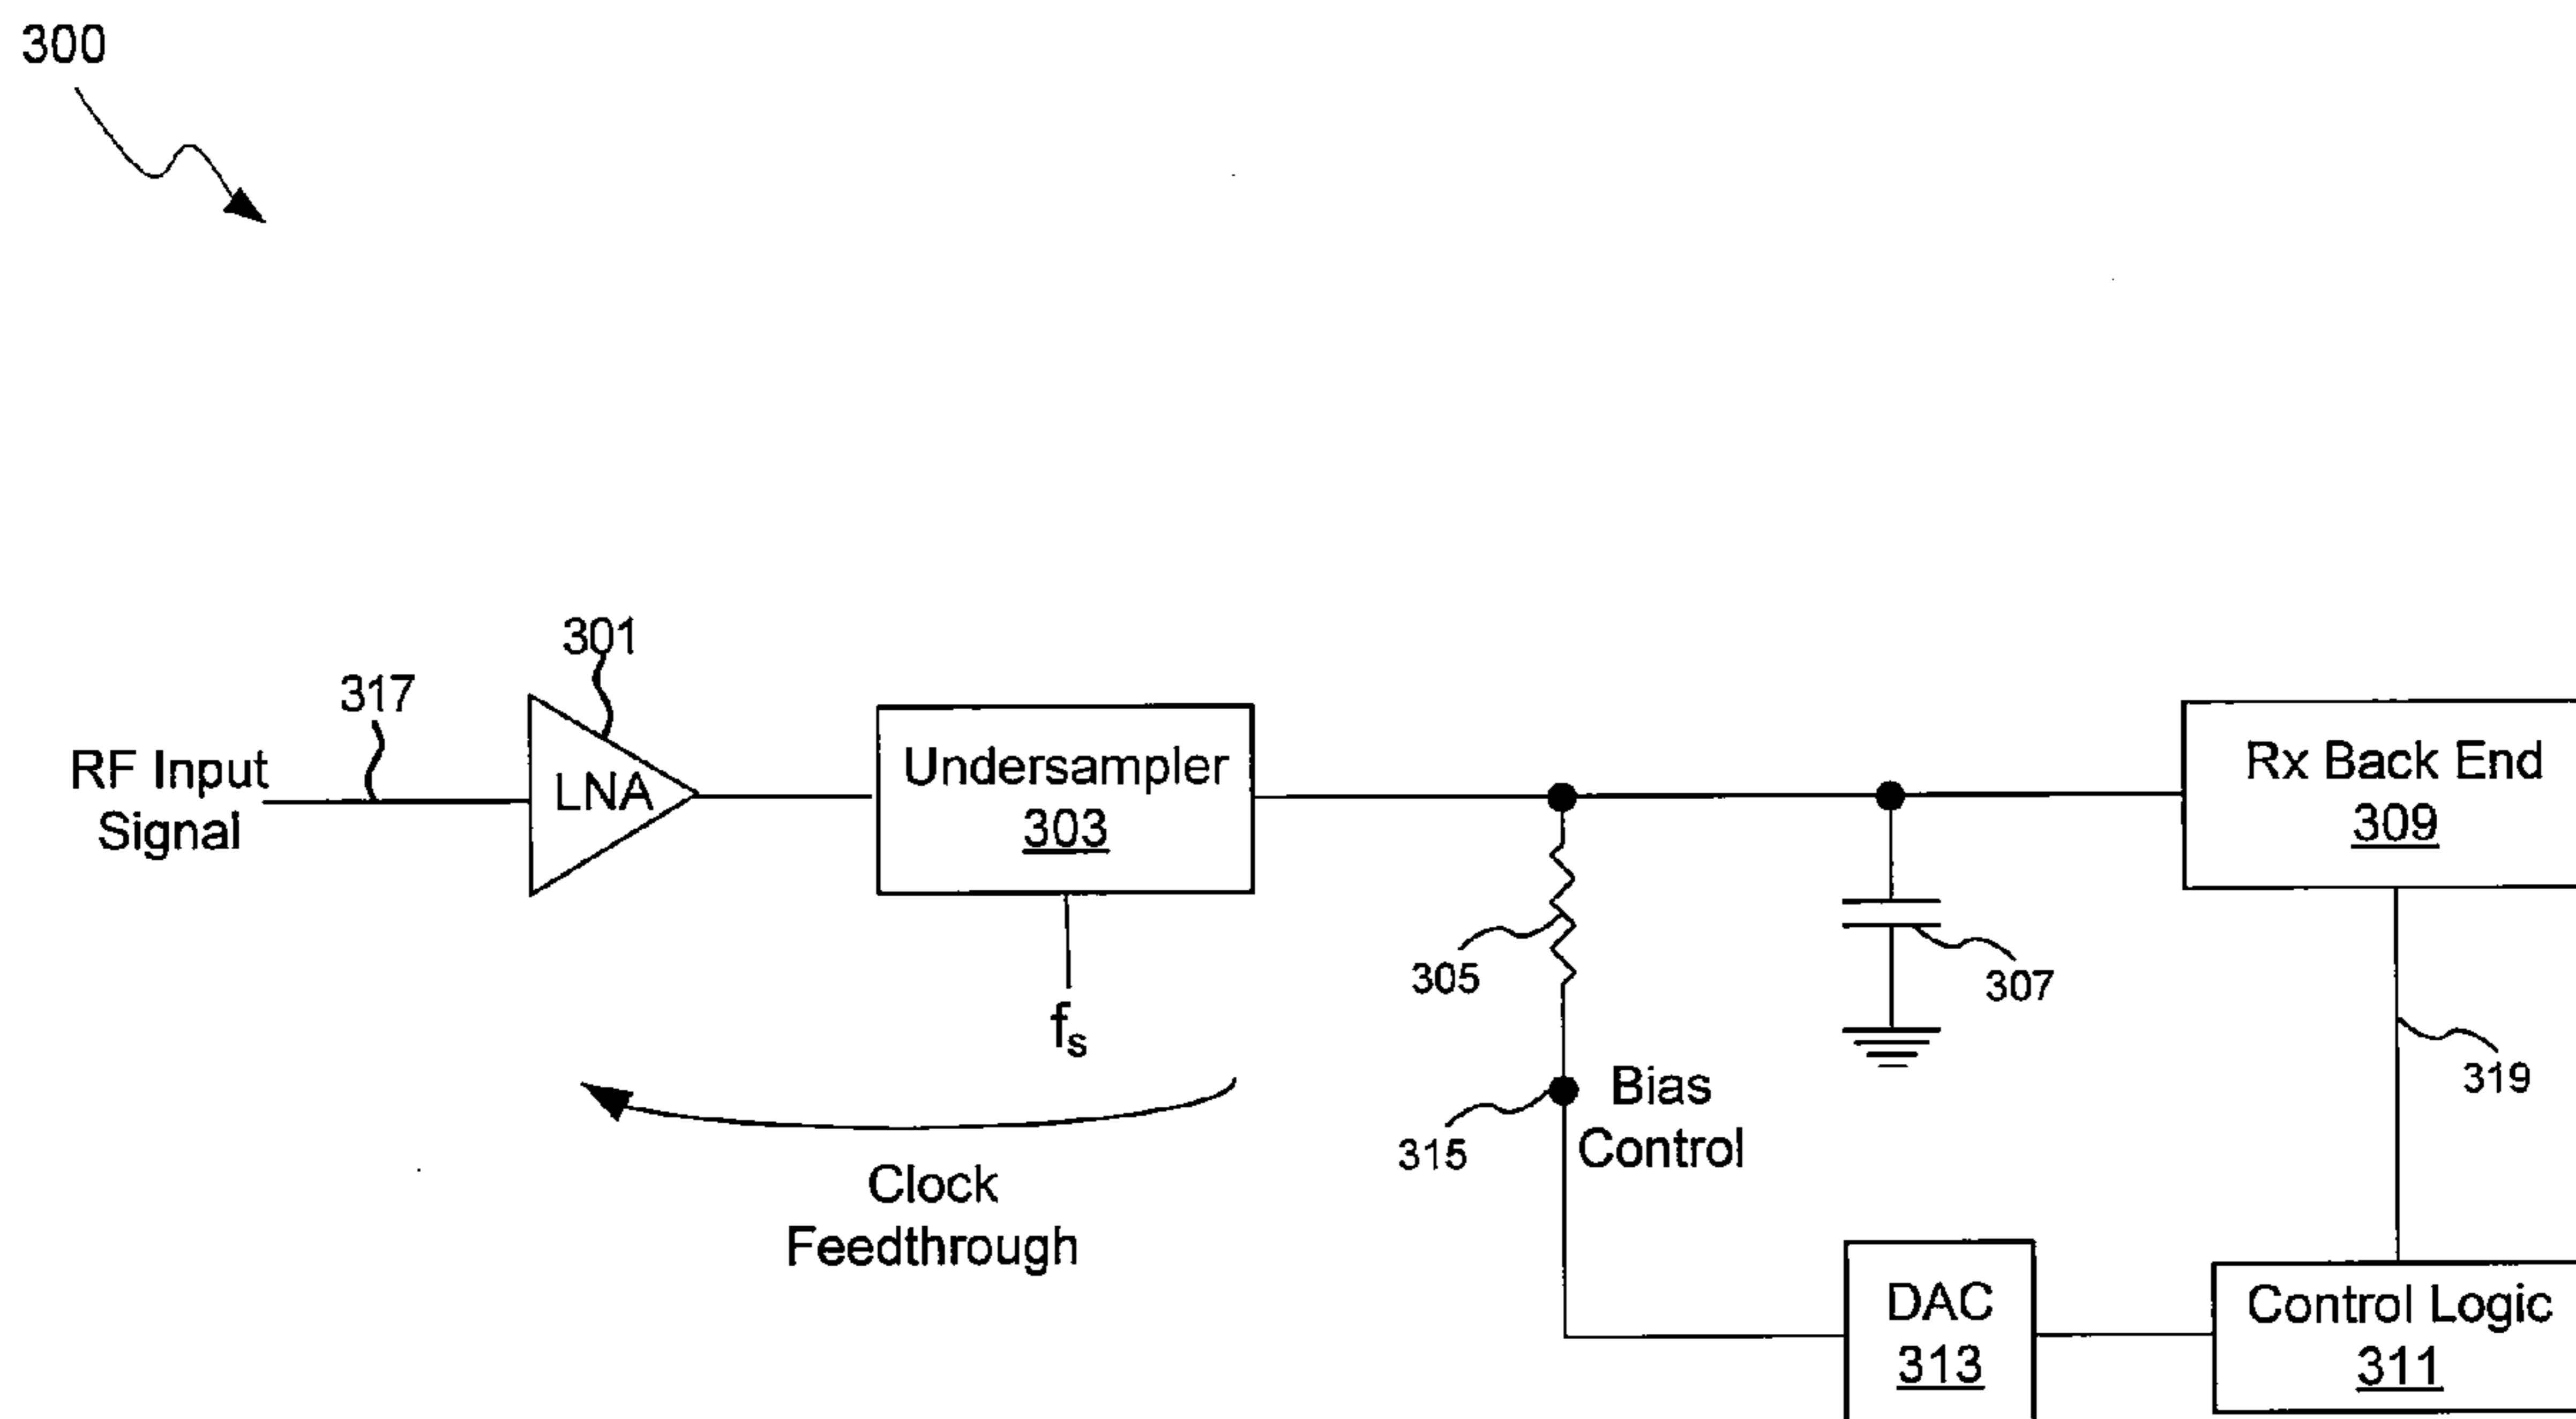 300
301
317
RF Input
Signal
LNA
Undersampler
303
fs
Rx Back End
309
305
307
319
315
Bias
Control
Clock
Feedthrough
DAC
313
Control Logic
311